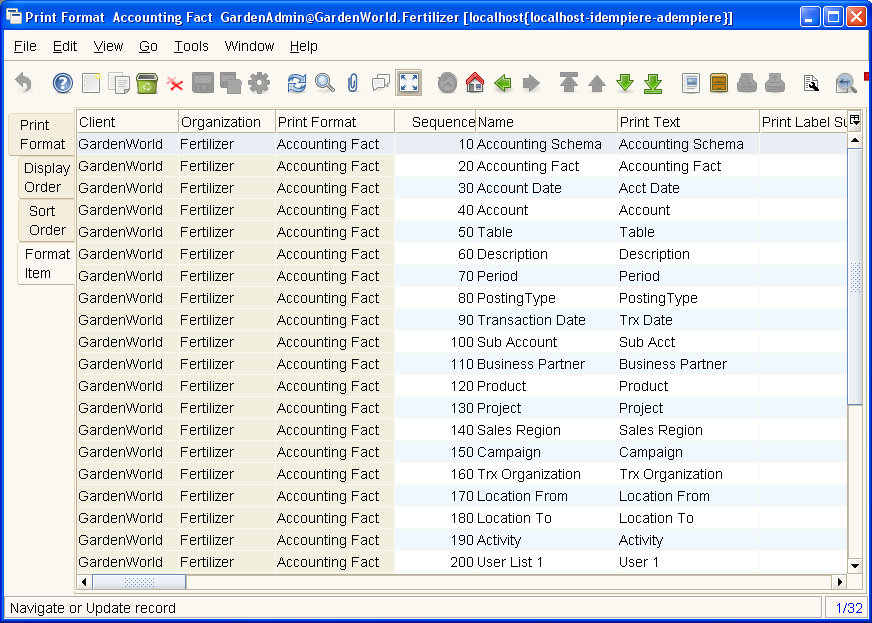 Print Format  Accounting Fact  GardenAdmin@GardenWorld.Fertilizer [localhost{localhost-idempiere-adempiere}]
File Edit View Go Tools Window Help
Print Format
Display Order
Sort Order
Format Item
Client Organization Print Format Sequence Name Print Text Print Label Su
GardenWorld Fertilizer Accounting Fact 10 Accounting Schema Accounting Schema
GardenWorld Fertilizer Accounting Fact 20 Accounting Fact Accounting Fact
GardenWorld Fertilizer Accounting Fact 30 Account Date Acct Date
GardenWorld Fertilizer Accounting Fact 40 Account Account
GardenWorld Fertilizer Accounting Fact 50 Table Table
GardenWorld Fertilizer Accounting Fact 60 Description Description
GardenWorld Fertilizer Accounting Fact 70 Period Period
GardenWorld Fertilizer Accounting Fact 80 PostingType PostingType
GardenWorld Fertilizer Accounting Fact 90 Transaction Date Trx Date
GardenWorld Fertilizer Accounting Fact 100 Sub Account Sub Acct
GardenWorld Fertilizer Accounting Fact 110 Business Partner Business Partner
GardenWorld Fertilizer Accounting Fact 120 Product Product
GardenWorld Fertilizer Accounting Fact 130 Project Project
GardenWorld Fertilizer Accounting Fact 140 Sales Region Sales Region
GardenWorld Fertilizer Accounting Fact 150 Campaign Campaign
GardenWorld Fertilizer Accounting Fact 160 Trx Organization Trx Organization
GardenWorld Fertilizer Accounting Fact 170 Location From Location From
GardenWorld Fertilizer Accounting Fact 180 Location To Location To
GardenWorld Fertilizer Accounting Fact 190 Activity Activity
GardenWorld Fertilizer Accounting Fact 200 User List 1 User 1
Navigate or Update record 1/32